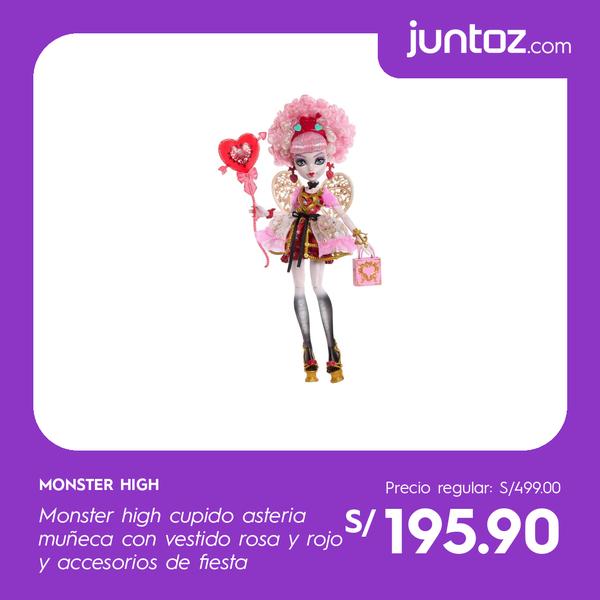 juntoz.com
MONSTER HIGH
Monster high cupido asteria
muñeca con vestido rosa y rojo
y accesorios de fiesta
Precio regular: S/499.00
S/ 195.90